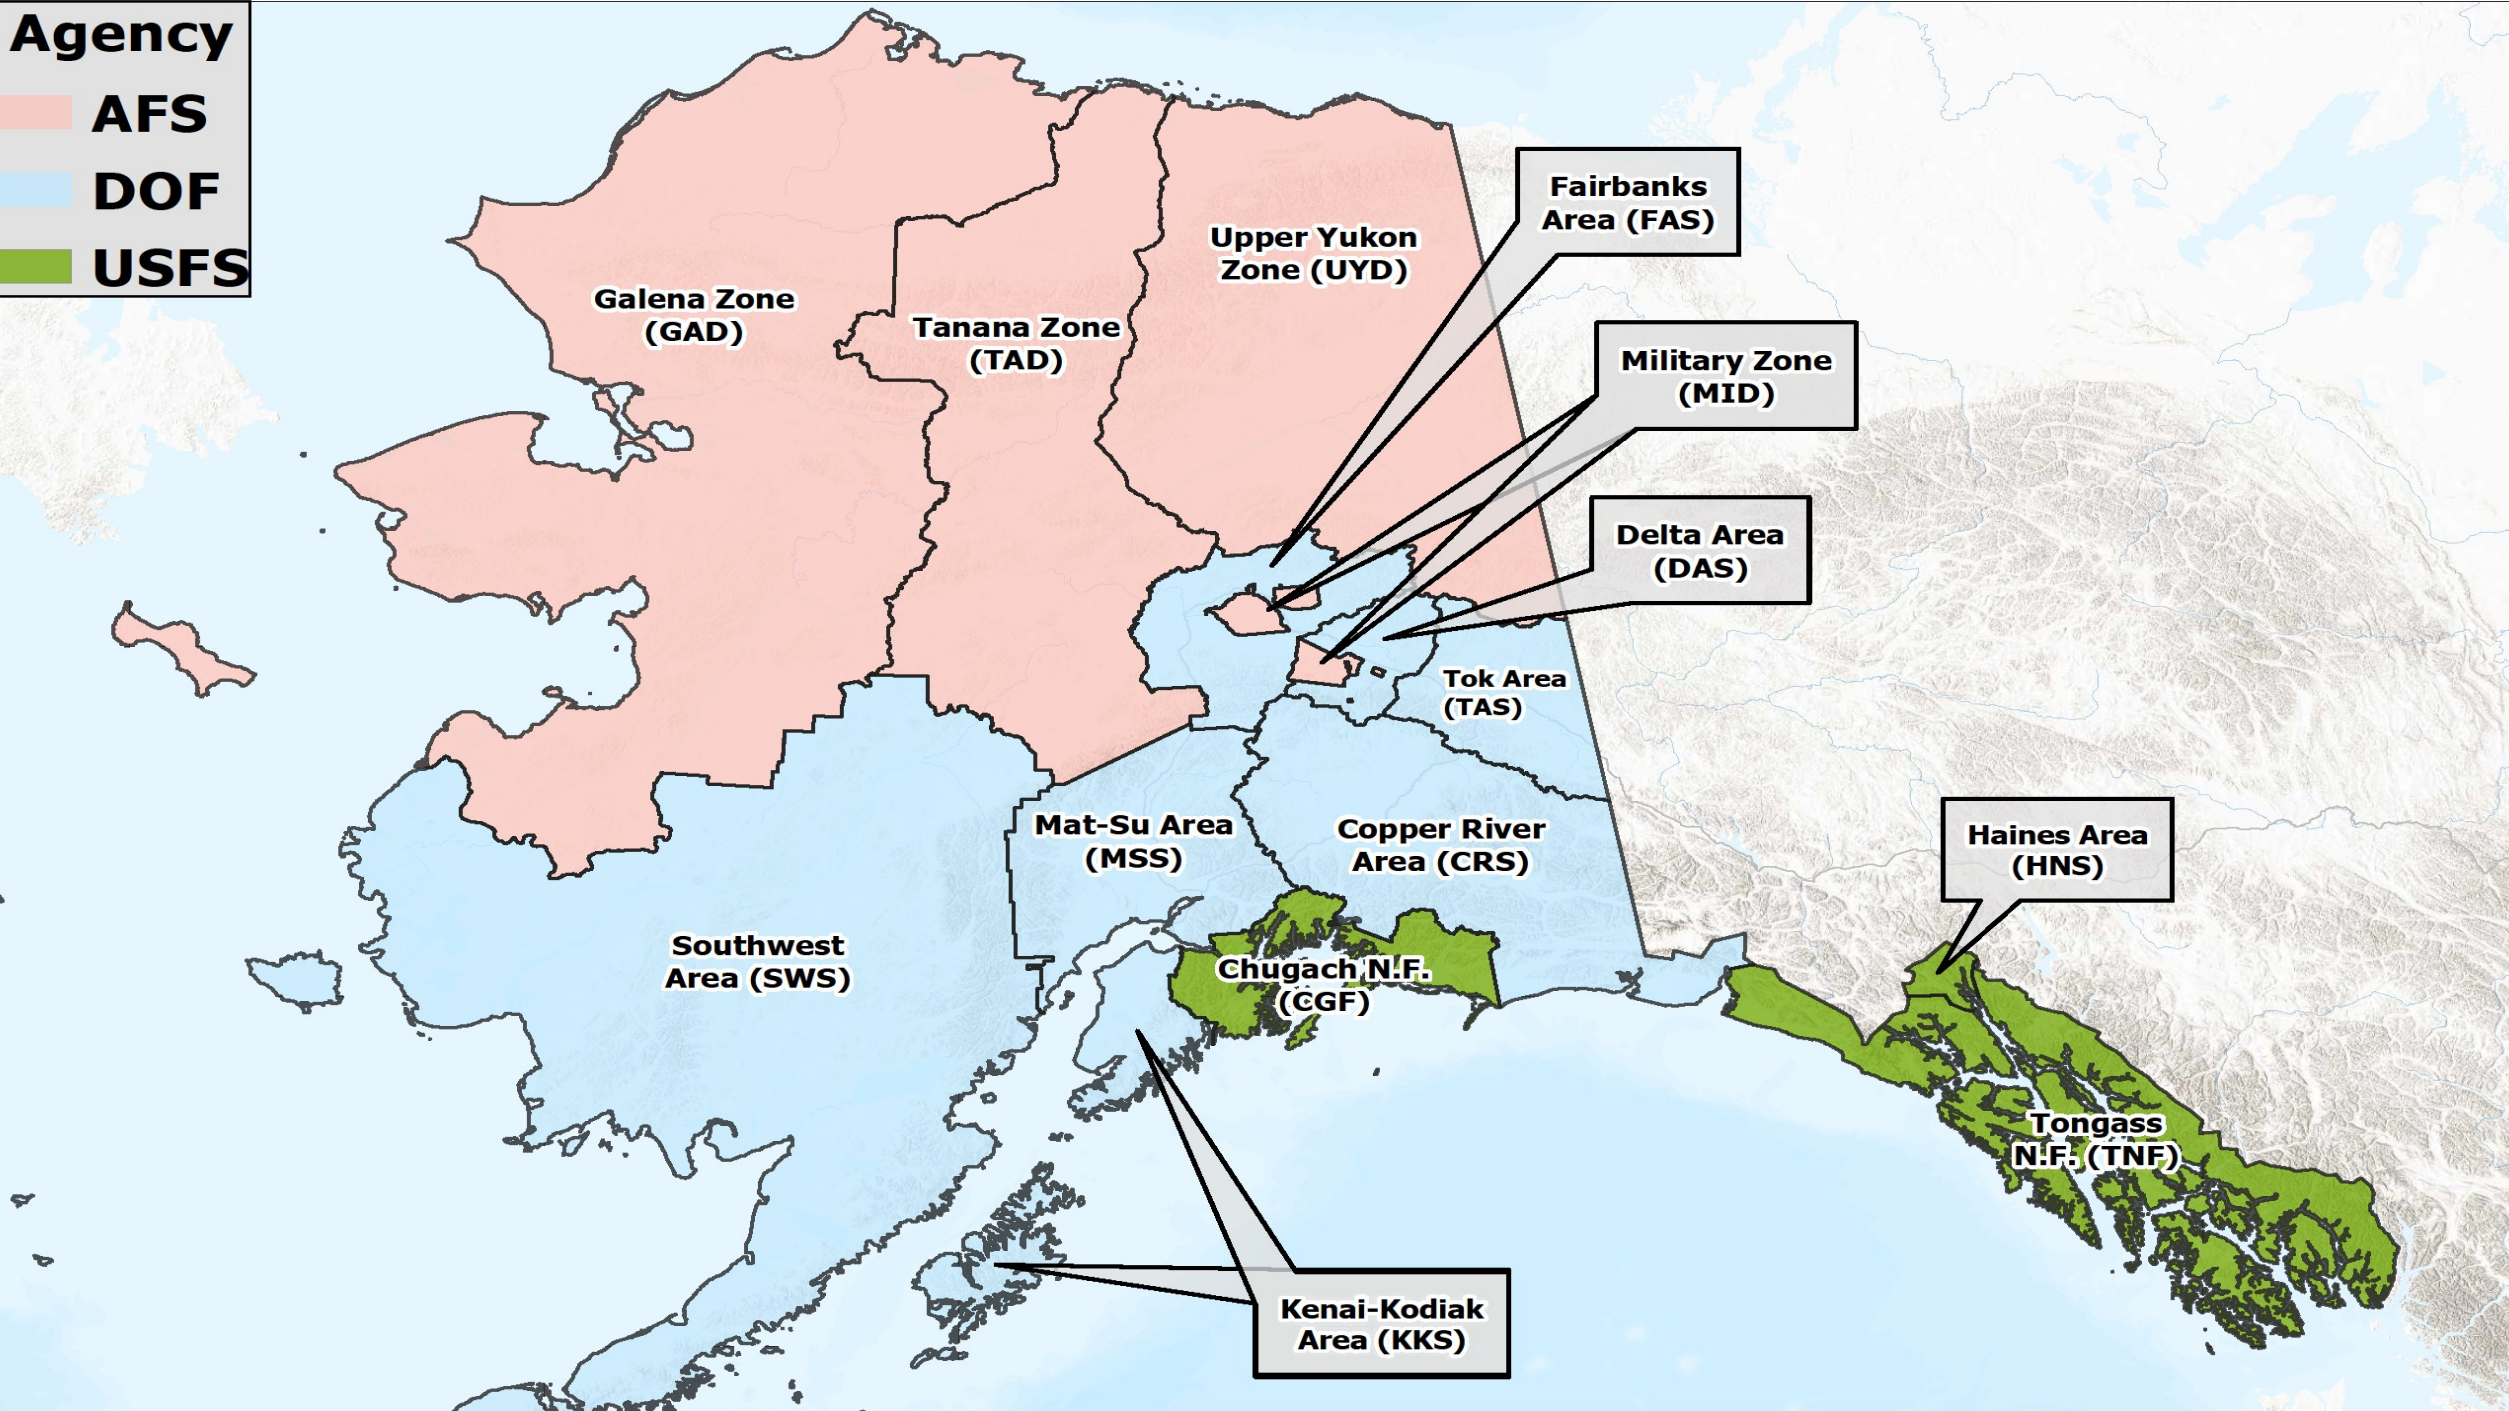 Agency
AFS
DOF
USFS
Fairbanks
Area (FAS)
Upper Yukon
Zone (UYD)
Galena Zone
(GAD)
Tanana Zone
(TAD)
Military Zone
(MID)
Delta Area
(DAS)
Tok Area
(TAS)
Mat-Su Area
(MSS)
Copper River
Area (CRS)
Haines Area
(HNS)
Southwest
Area (SWS)
Chugach N.F.
(CGF)
Tongass
N.F. (TNF)
Kenai-Kodiak
Area (KKS)